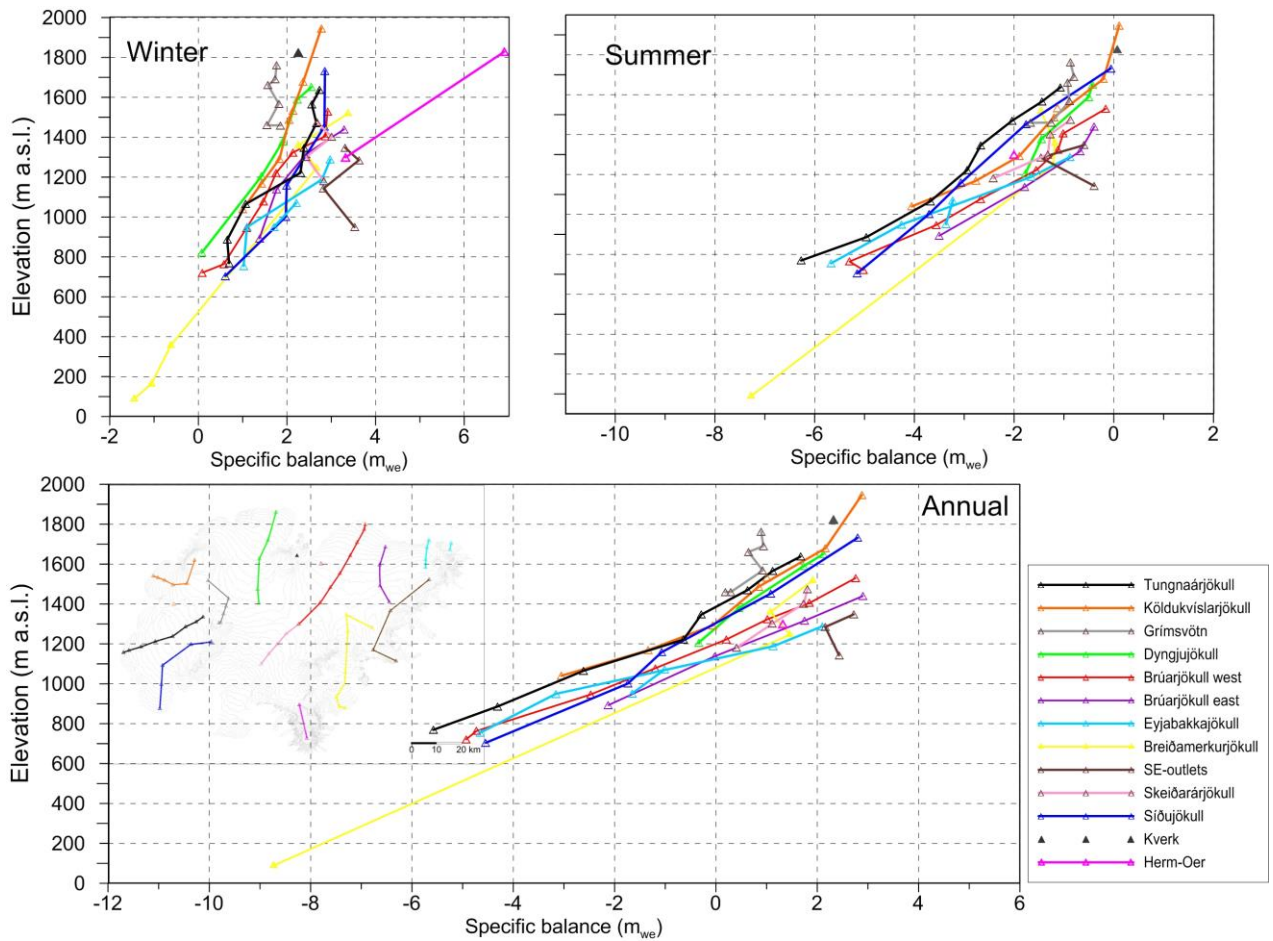 Winter
Elevation (m a.s.l.)
2000
1800
1600
1400
1200
1000
800
600
400
200
0
-2 0 2 4 6
Specific balance (mwe)
Summer
-10 -8 -6 -4 -2 0 2
Specific balance (mwe)
Annual
Elevation (m a.s.l.)
2000
1800
1600
1400
1200
1000
800
600
400
200
0
0 10 20 km
-12 -10 -8 -6 -4 -2 0 2 4 6
Specific balance (mwe)
Tungnaárjökull
Köldukvíslarjökull
Grímsvötn
Dyngjujökull
Brúarjökull west
Brúarjökull east
Eyjabakkajökull
Breiðamerkurjökull
SE-outlets
Skeiðarárjökull
Síðujökull
Kverk
Herm-Oer